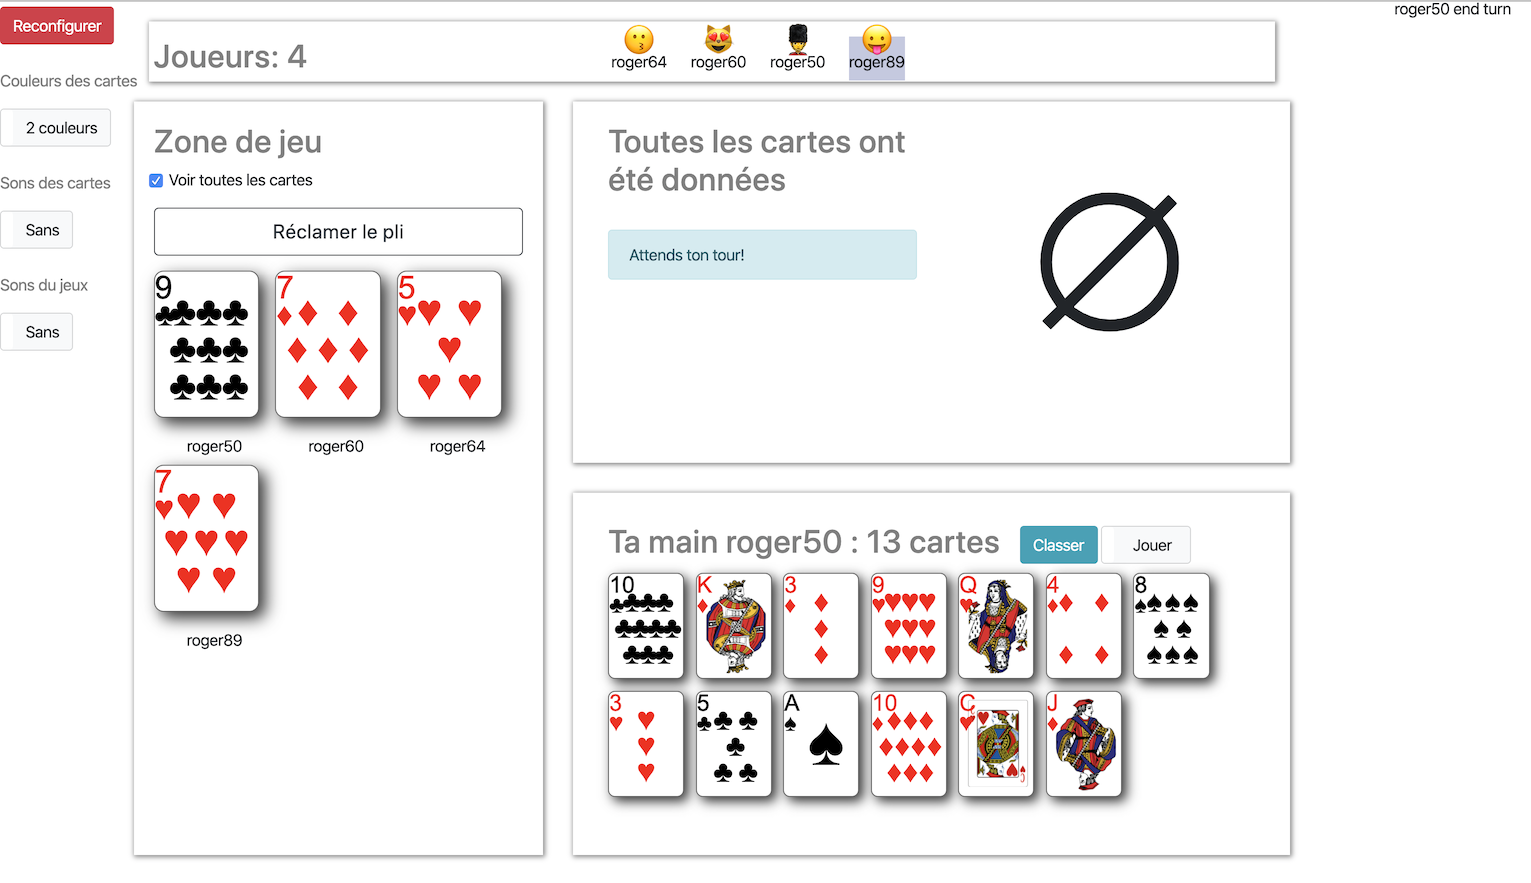 roger50 end turn
Reconfigurer
Couleurs des cartes
2 couleurs
Sons des cartes
Sans
Sons du jeux
Sans
Joueurs: 4
roger64
roger60
roger50
roger89
Zone de jeu
Voir toutes les cartes
Réclamer le pli
9
7
5
roger50
roger60
roger64
7
roger89
Toutes les cartes ont
été données
Attends ton tour!
Ta main roger50 : 13 cartes
Classer
Jouer
10
K
3
9
Q
4
8
3
5
A
10
C
J